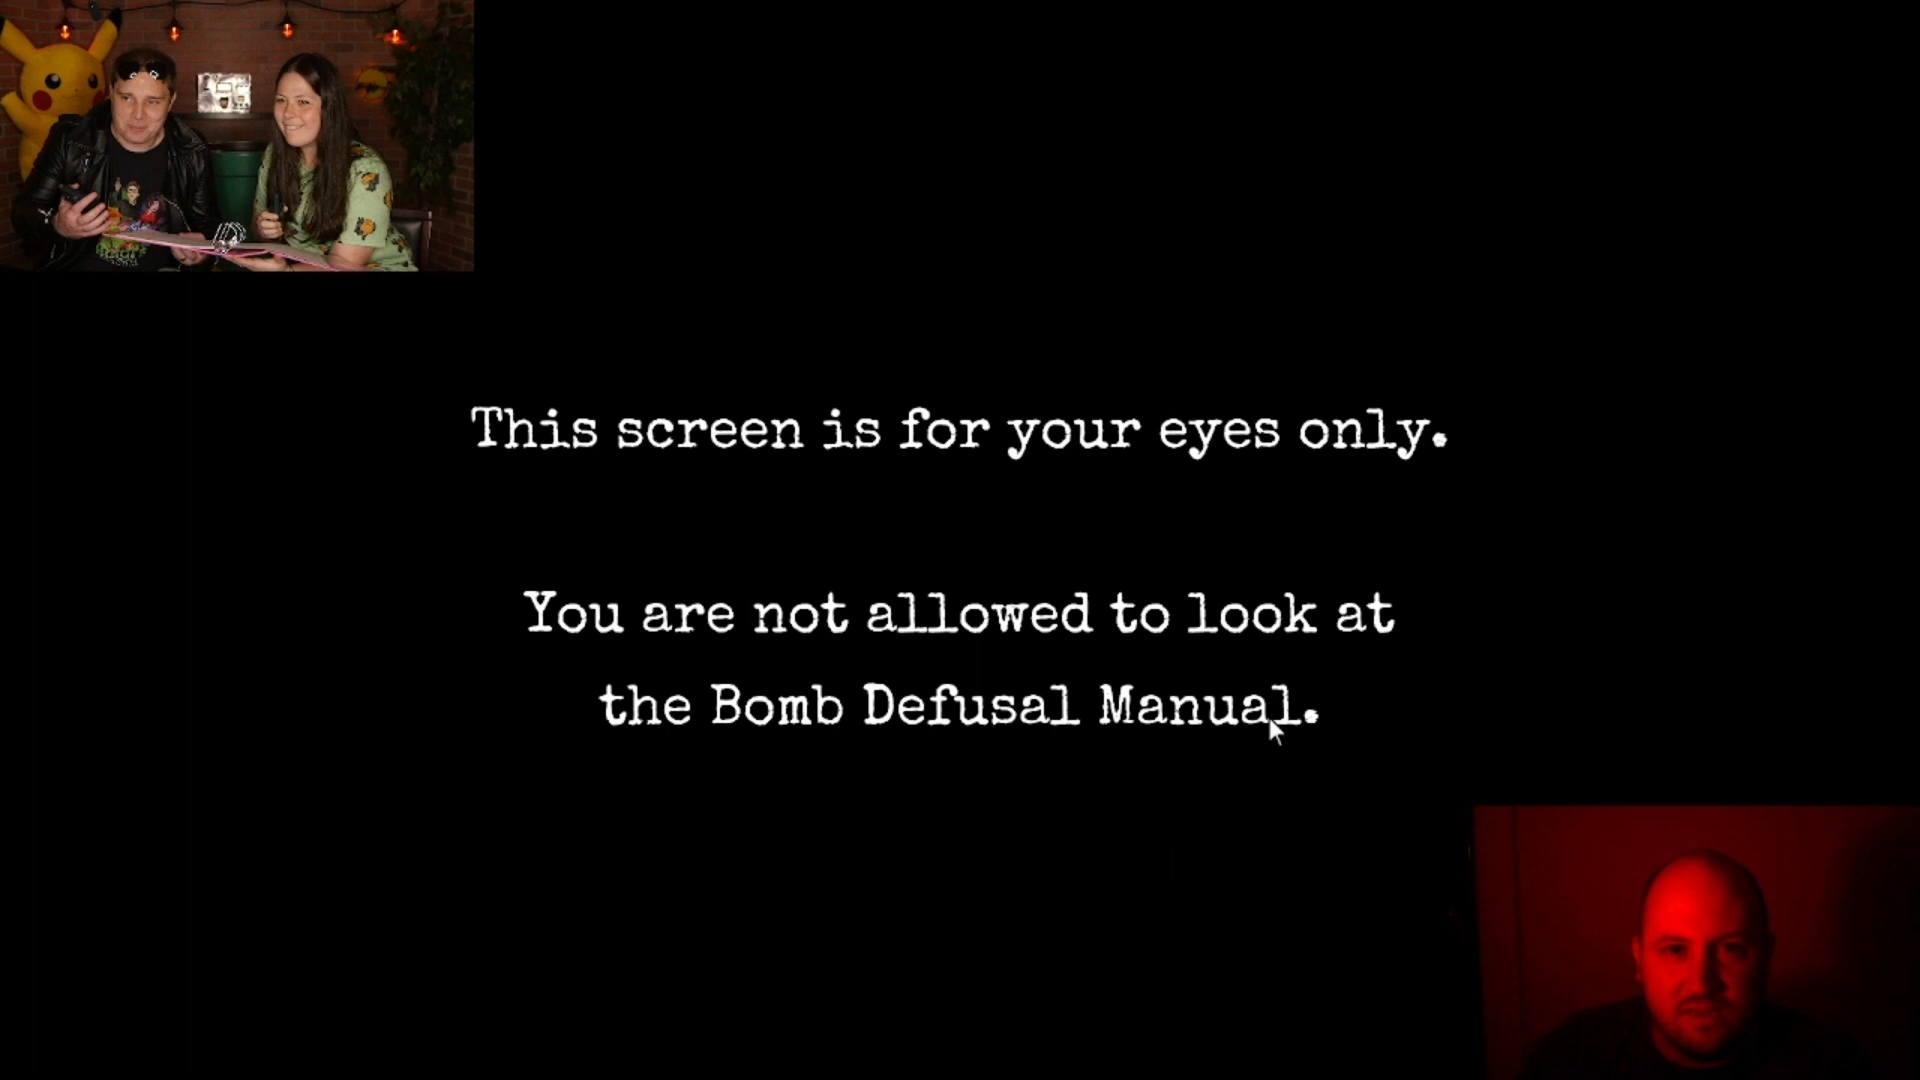 This screen is for your eyes only.
You are not allowed to look at
the Bomb Defusal Manual.